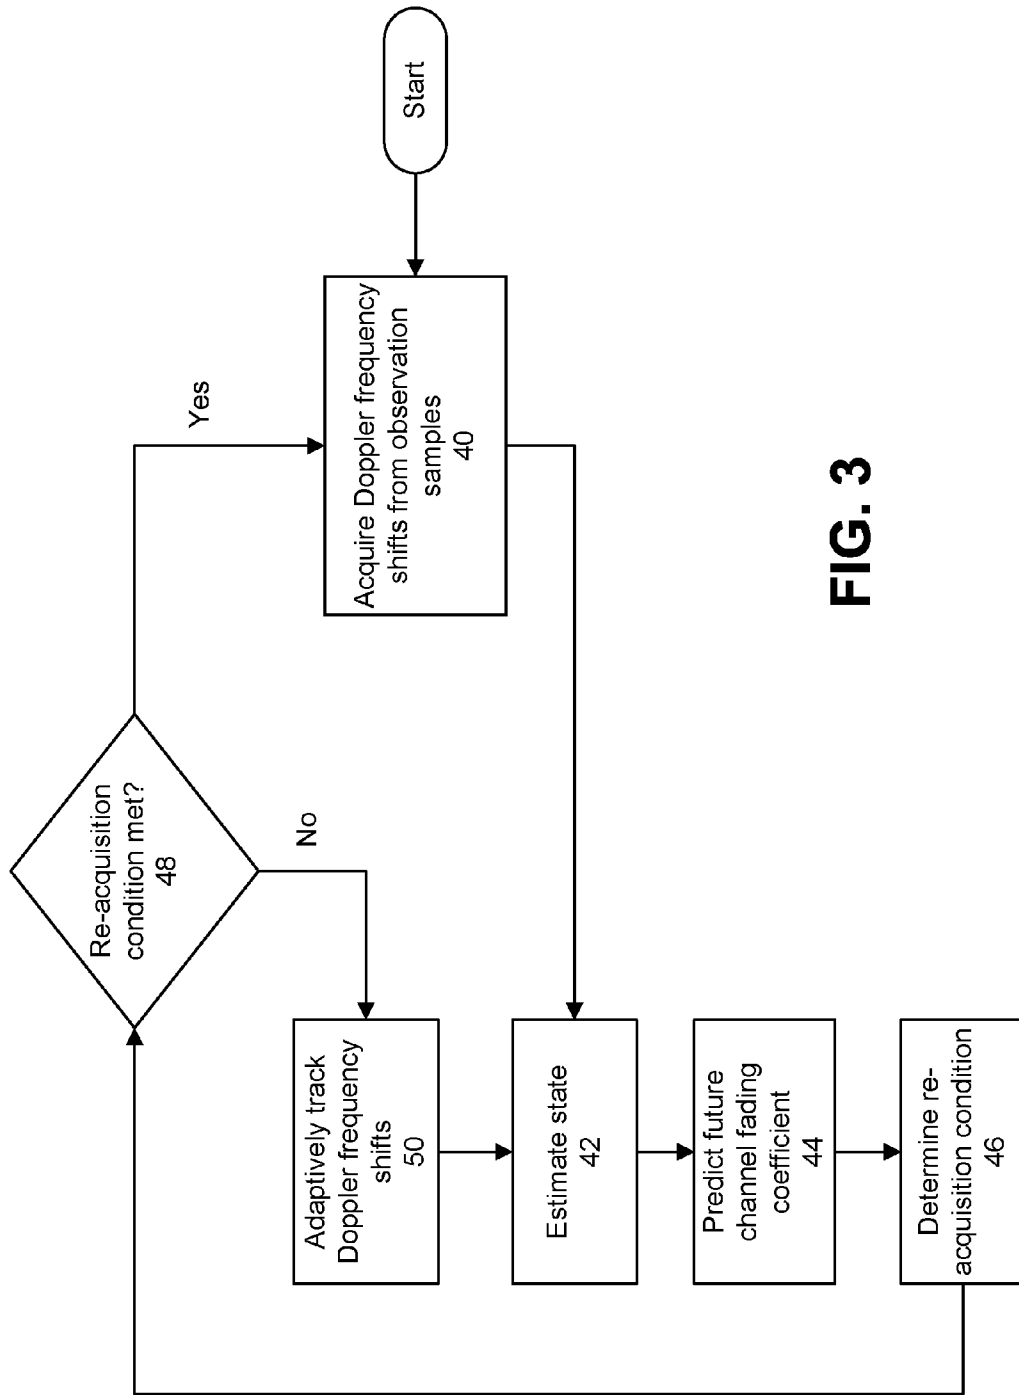 Start
Acquire Doppler frequency
shifts from observation
samples
40
Yes
Re-acquisition
condition met?
48
No
Adaptively track
Doppler frequency
shifts
50
Estimate state
42
Predict future
channel fading
coefficient
44
Determine re-
acquisition condition
46
FIG. 3